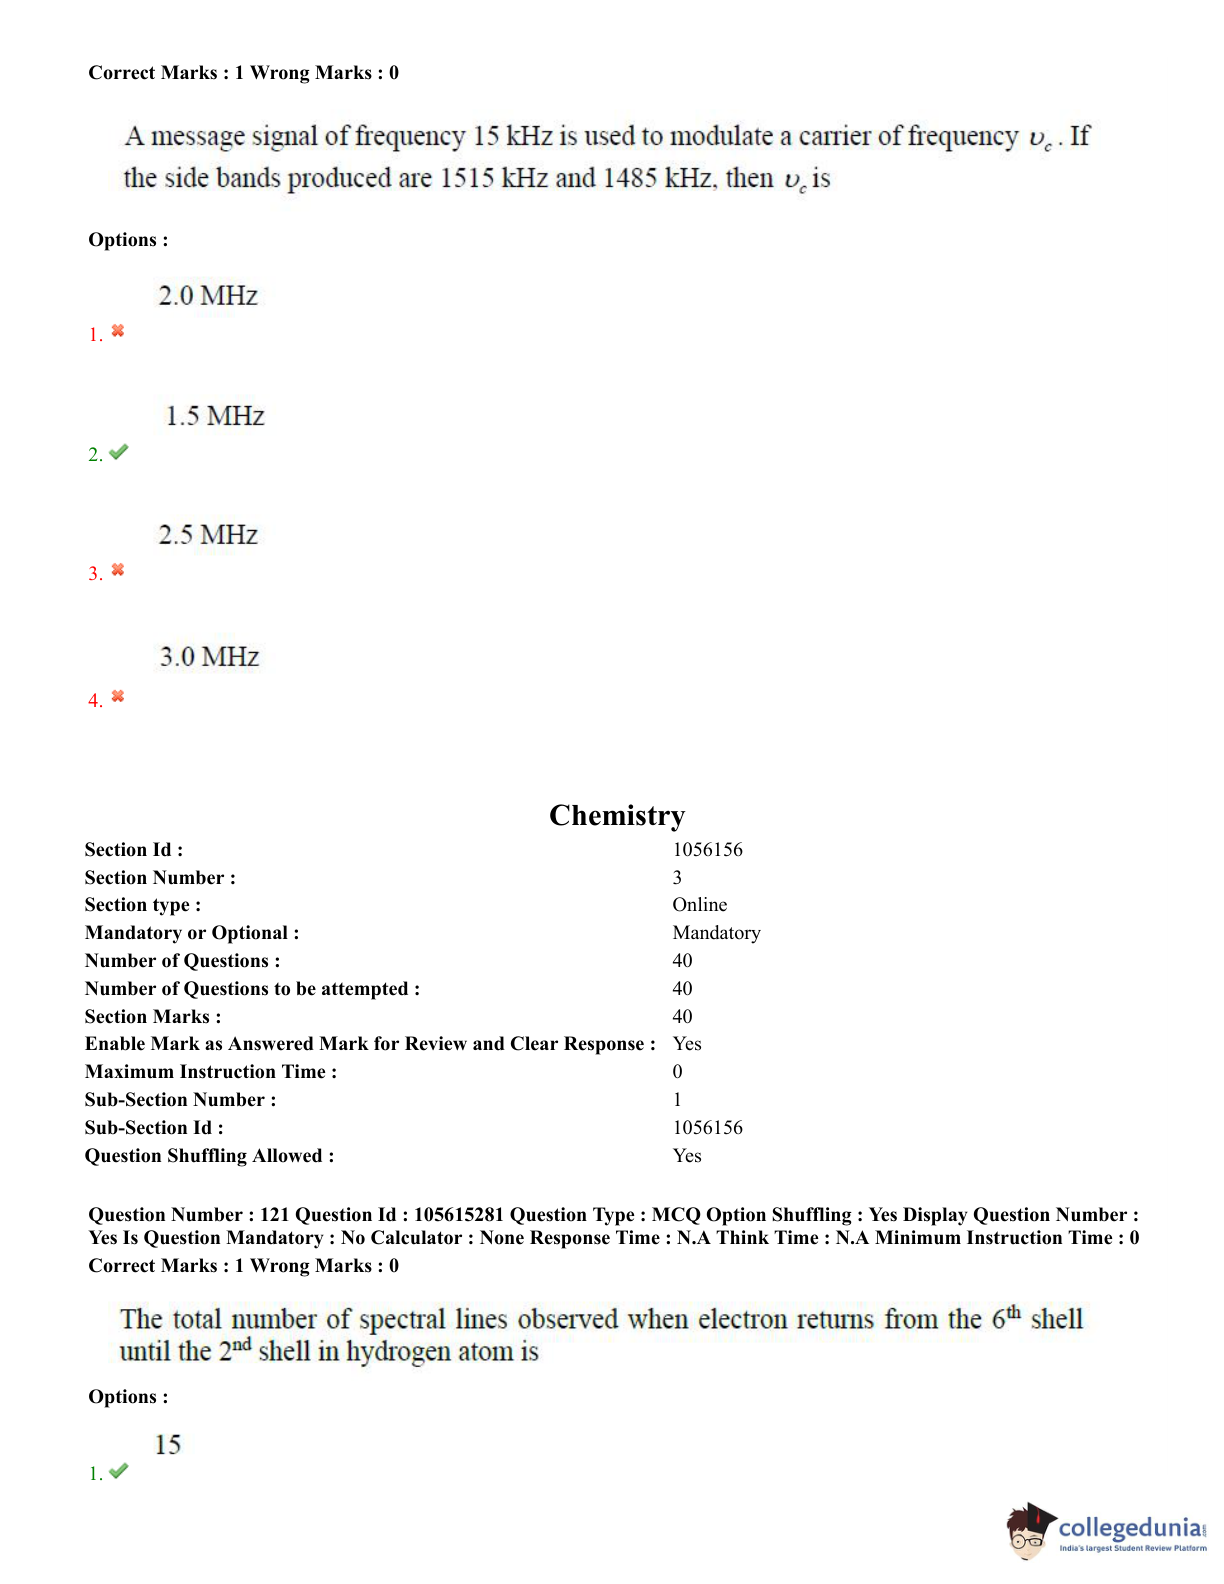 Correct Marks : 1 Wrong Marks : 0
A message signal of frequency 15 kHz is used to modulate a carrier of frequency υc . If
the side bands produced are 1515 kHz and 1485 kHz, then υc is
Options :
2.0 MHz
1. ✖
1.5 MHz
2. ✔
2.5 MHz
3. ✖
3.0 MHz
4. ✖
Chemistry
Section Id : 1056156
Section Number : 3
Section type : Online
Mandatory or Optional : Mandatory
Number of Questions : 40
Number of Questions to be attempted : 40
Section Marks : 40
Enable Mark as Answered Mark for Review and Clear Response : Yes
Maximum Instruction Time : 0
Sub-Section Number : 1
Sub-Section Id : 1056156
Question Shuffling Allowed : Yes
Question Number : 121 Question Id : 105615281 Question Type : MCQ Option Shuffling : Yes Display Question Number :
Yes Is Question Mandatory : No Calculator : None Response Time : N.A Think Time : N.A Minimum Instruction Time : 0
Correct Marks : 1 Wrong Marks : 0
The total number of spectral lines observed when electron returns from the 6th shell
until the 2nd shell in hydrogen atom is
Options :
15
1. ✔
collegedunia.com
India's largest Student Review Platform